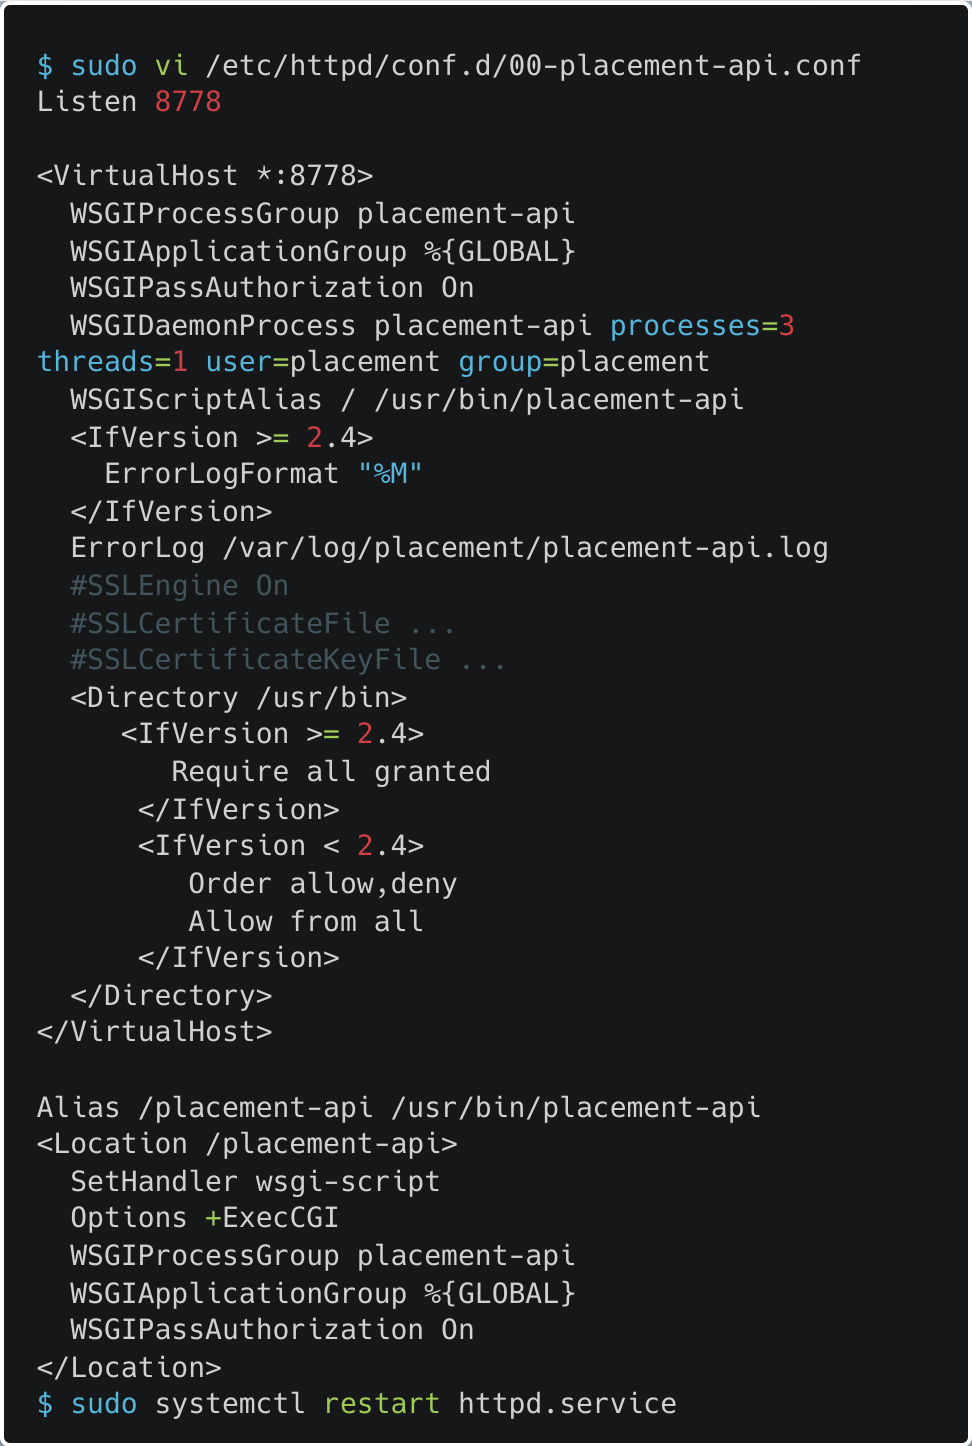 $ sudo vi /etc/httpd/conf.d/00-placement-api.conf
Listen 8778

<VirtualHost *:8778>
  WSGIProcessGroup placement-api
  WSGIApplicationGroup %{GLOBAL}
  WSGIPassAuthorization On
  WSGIDaemonProcess placement-api processes=3
threads=1 user=placement group=placement
  WSGIScriptAlias / /usr/bin/placement-api
  <IfVersion >= 2.4>
    ErrorLogFormat "%M"
  </IfVersion>
  ErrorLog /var/log/placement/placement-api.log
  #SSLEngine On
  #SSLCertificateFile ...
  #SSLCertificateKeyFile ...
  <Directory /usr/bin>
     <IfVersion >= 2.4>
        Require all granted
      </IfVersion>
      <IfVersion < 2.4>
         Order allow,deny
         Allow from all
      </IfVersion>
  </Directory>
</VirtualHost>

Alias /placement-api /usr/bin/placement-api
<Location /placement-api>
  SetHandler wsgi-script
  Options +ExecCGI
  WSGIProcessGroup placement-api
  WSGIApplicationGroup %{GLOBAL}
  WSGIPassAuthorization On
</Location>
$ sudo systemctl restart httpd.service